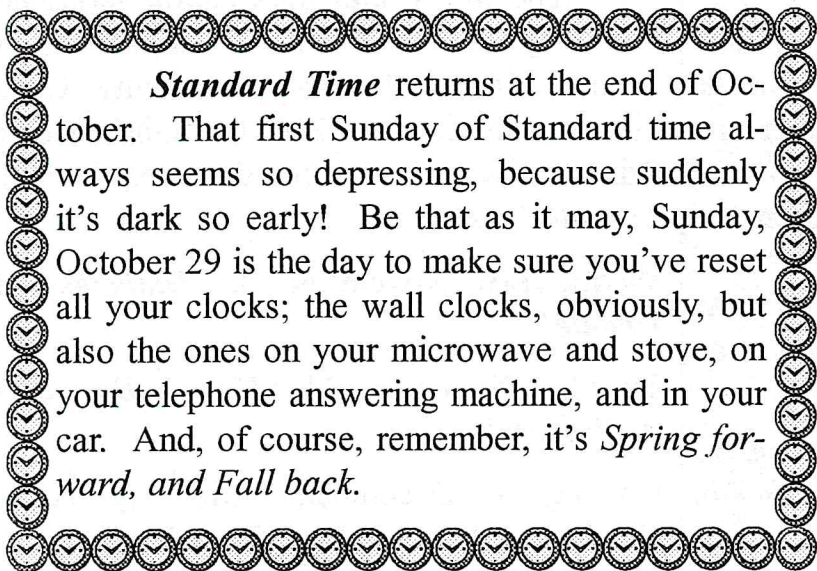 Standard Time returns at the end of Oc-
tober. That first Sunday of Standard time al-
ways seems so depressing, because suddenly
it's dark so early! Be that as it may, Sunday,
October 29 is the day to make sure you've reset
all your clocks; the wall clocks, obviously, but
also the ones on your microwave and stove, on
your telephone answering machine, and in your
car. And, of course, remember, it's Spring for-
ward, and Fall back.